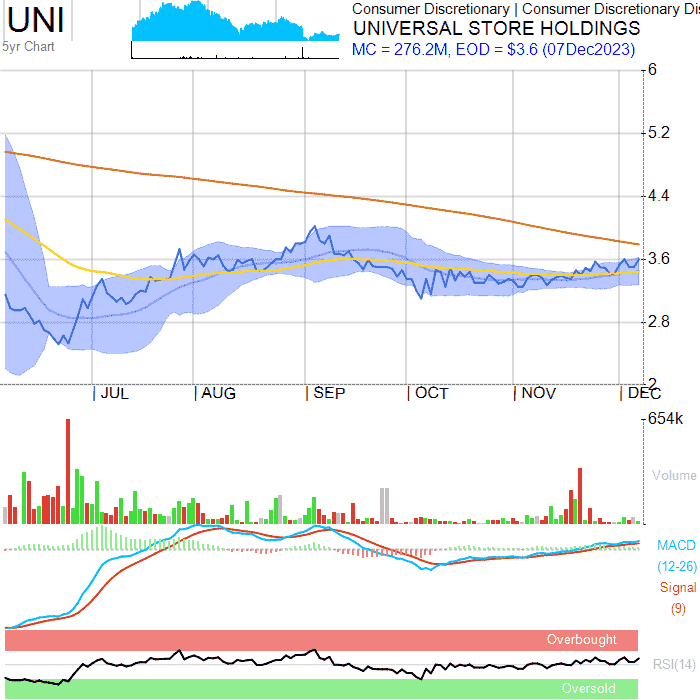 UNI
5yr Chart
Consumer Discretionary | Consumer Discretionary Dis
UNIVERSAL STORE HOLDINGS
MC = 276.2M, EOD = $3.6 (07Dec2023)
6
5.2
4.4
3.6
2.8
2
JUL AUG SEP OCT NOV DEC
654k
Volume
MACD
(12-26)
Signal
(9)
Overbought
RSI(14)
Oversold